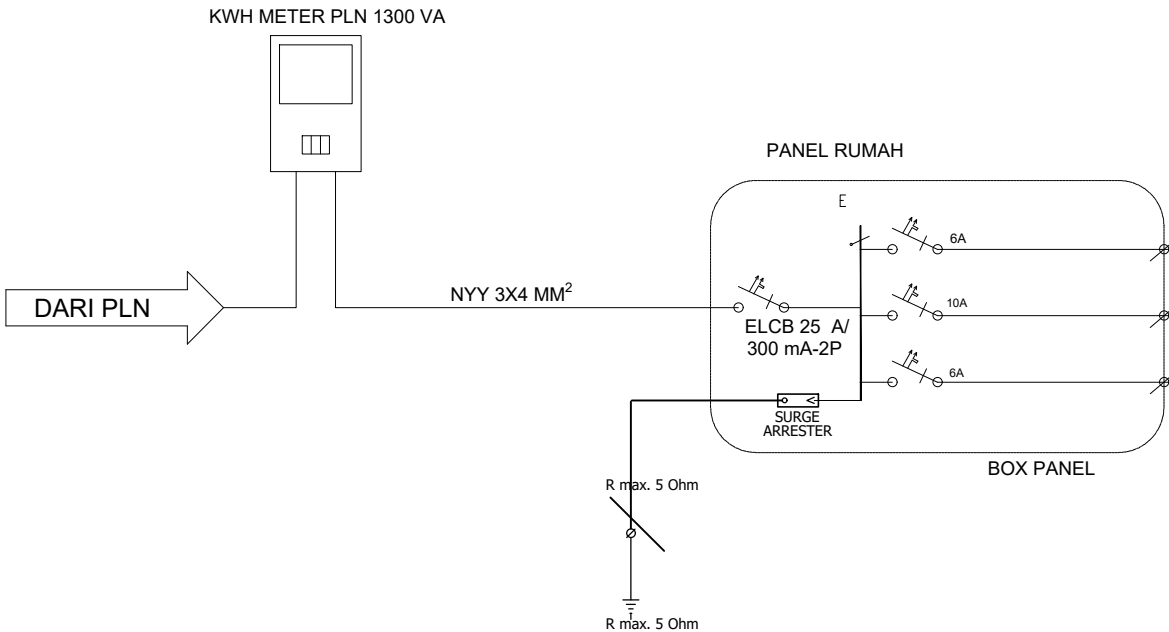 KWH METER PLN 1300 VA
PANEL RUMAH
E
6A
DARI PLN
NYY 3X4 MM²
10A
ELCB 25 A/
300 mA-2P
6A
SURGE
ARRESTER
BOX PANEL
R max. 5 Ohm
R max. 5 Ohm